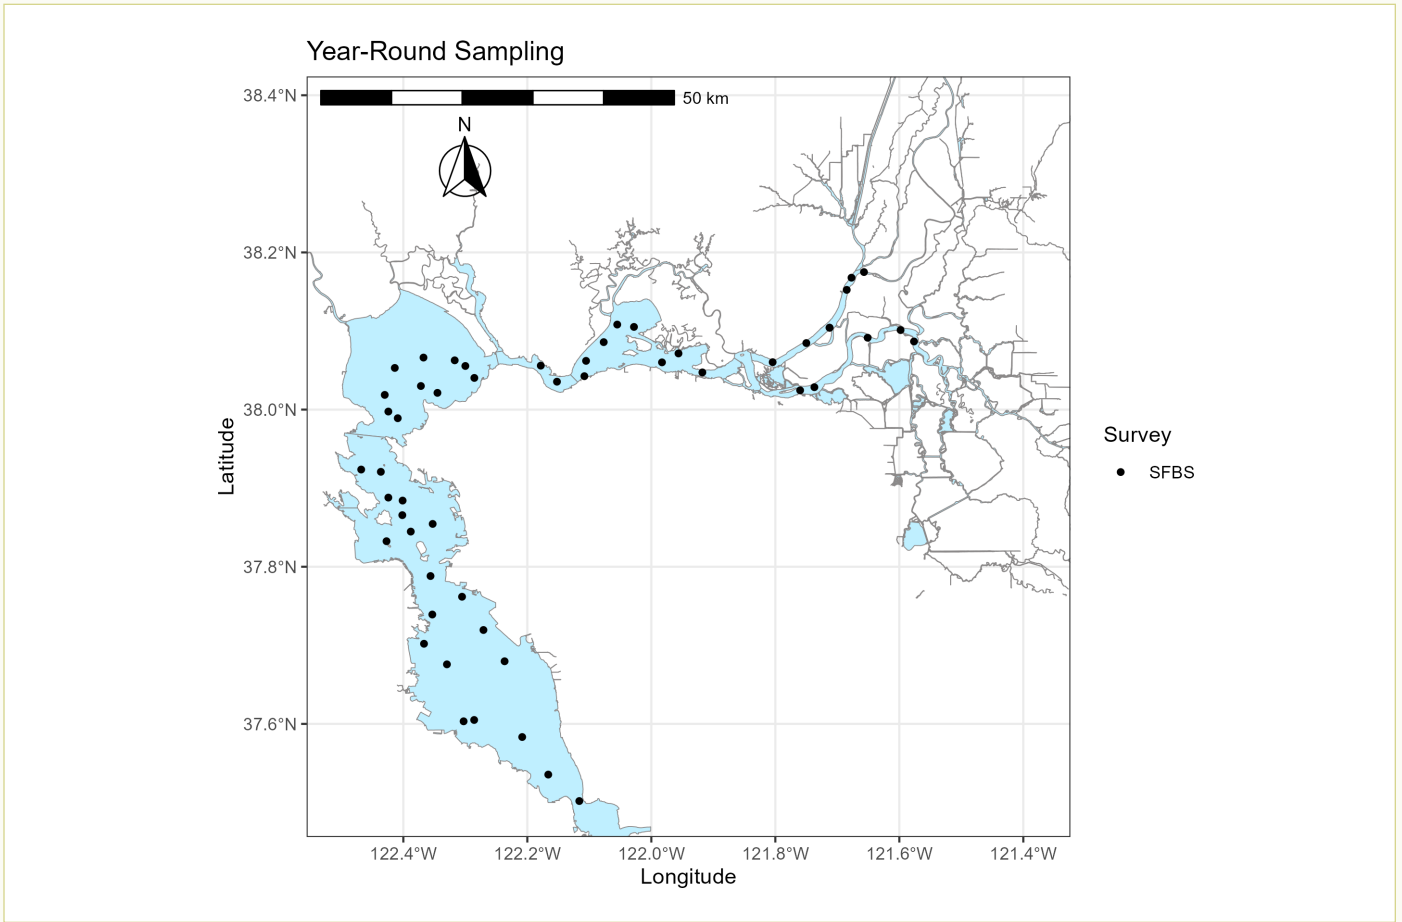 Year-Round Sampling
50 km
N
38.4°N
38.2°N
38.0°N
37.8°N
37.6°N
Latitude
122.4°W
122.2°W
122.0°W
121.8°W
121.6°W
121.4°W
Longitude
Survey
SFBS